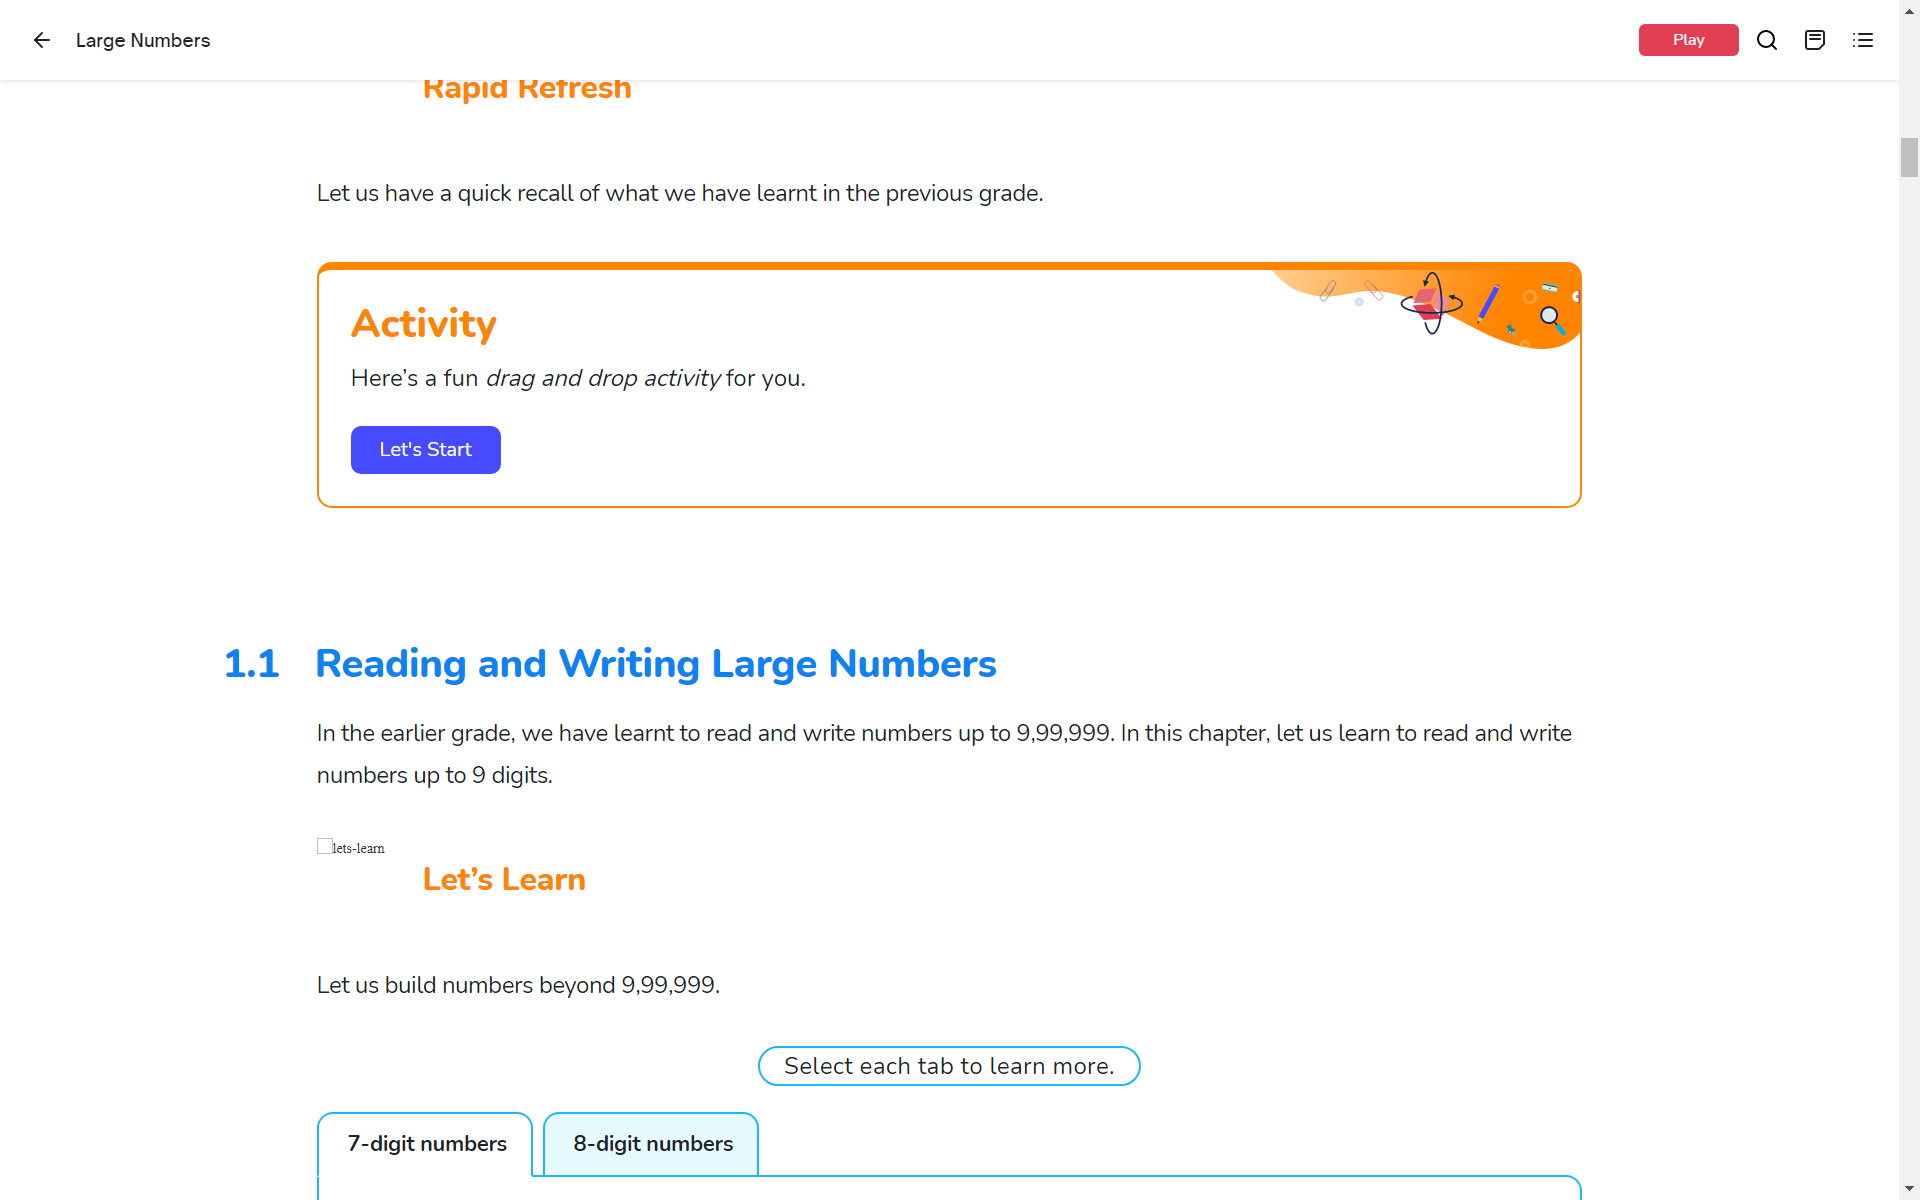 Large Numbers
Play
Rapid Refresh
Let us have a quick recall of what we have learnt in the previous grade.
Activity
Here’s a fun drag and drop activity for you.
Let's Start
1.1 Reading and Writing Large Numbers
In the earlier grade, we have learnt to read and write numbers up to 9,99,999. In this chapter, let us learn to read and write
numbers up to 9 digits.
lets-learn
Let’s Learn
Let us build numbers beyond 9,99,999.
Select each tab to learn more.
7-digit numbers
8-digit numbers